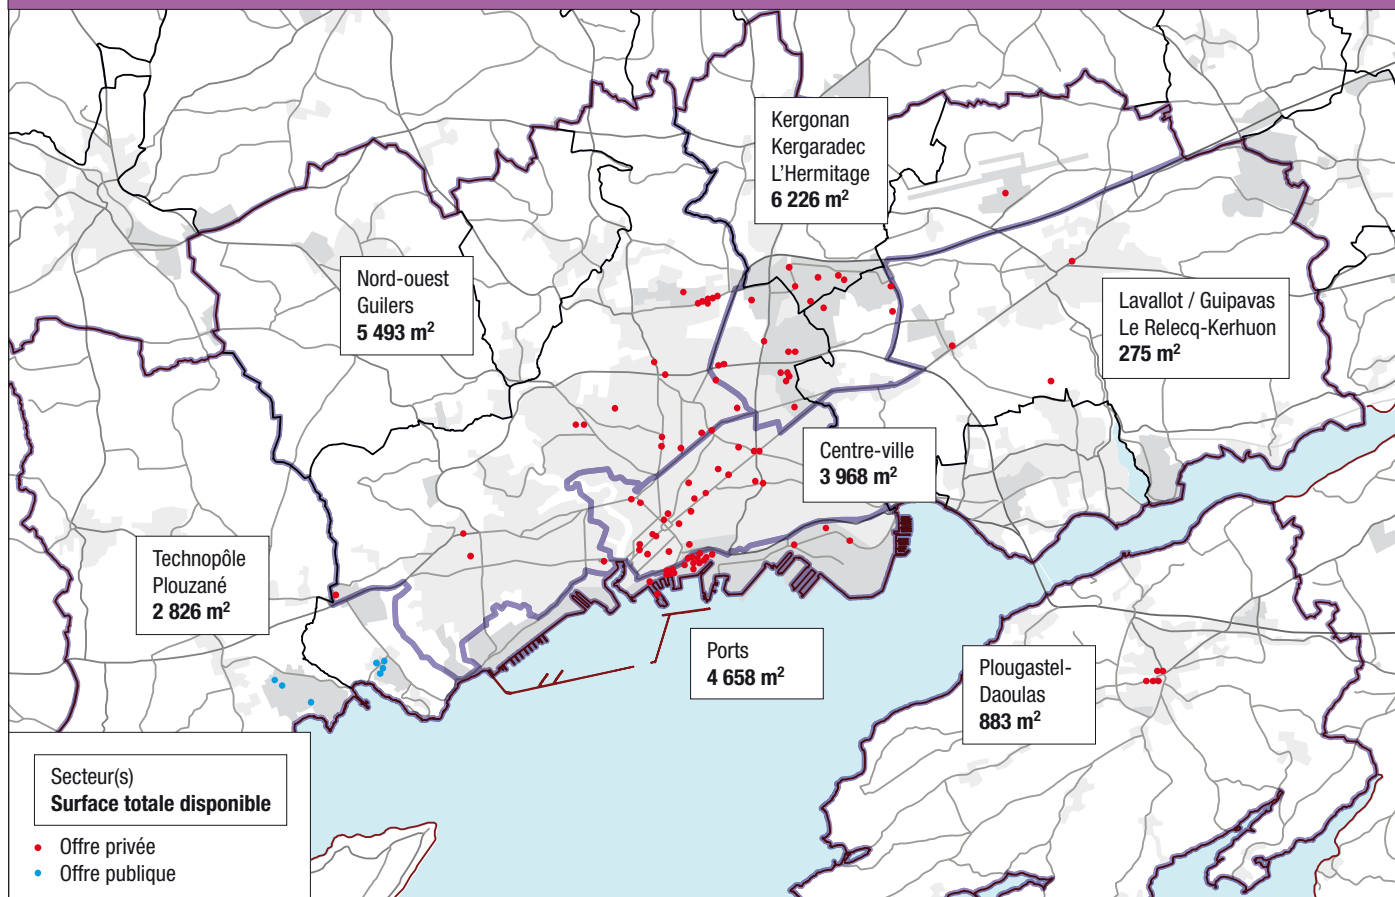 Kergonan
Kergaradec
L'Hermitage
6 226 m²
Nord-ouest
Guilers
5 493 m²
Lavallot / Guipavas
Le Relecq-Kerhuon
275 m²
Centre-ville
3 968 m²
Technopôle
Plouzané
2 826 m²
Ports
4 658 m²
Plougastel-
Daoulas
883 m²
Secteur(s)
Surface totale disponible
Offre privée
Offre publique